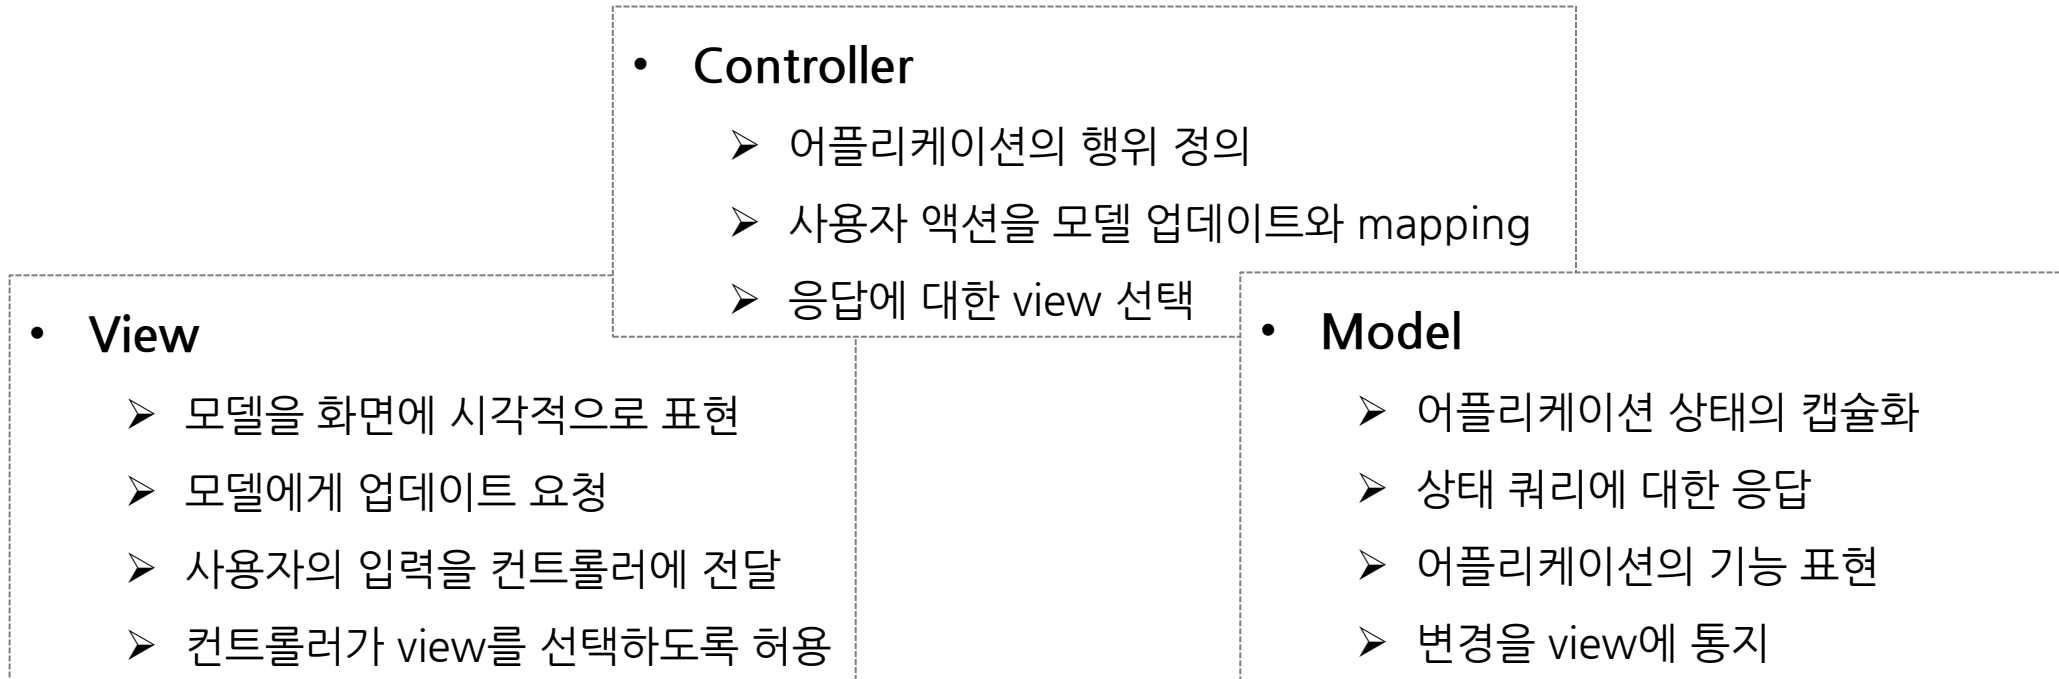 • Controller
➢ 어플리케이션의 행위 정의
➢ 사용자 액션을 모델 업데이트와 mapping
➢ 응답에 대한 view 선택
• View
➢ 모델을 화면에 시각적으로 표현
➢ 모델에게 업데이트 요청
➢ 사용자의 입력을 컨트롤러에 전달
➢ 컨트롤러가 view를 선택하도록 허용
• Model
➢ 어플리케이션 상태의 캡슐화
➢ 상태 쿼리에 대한 응답
➢ 어플리케이션의 기능 표현
➢ 변경을 view에 통지